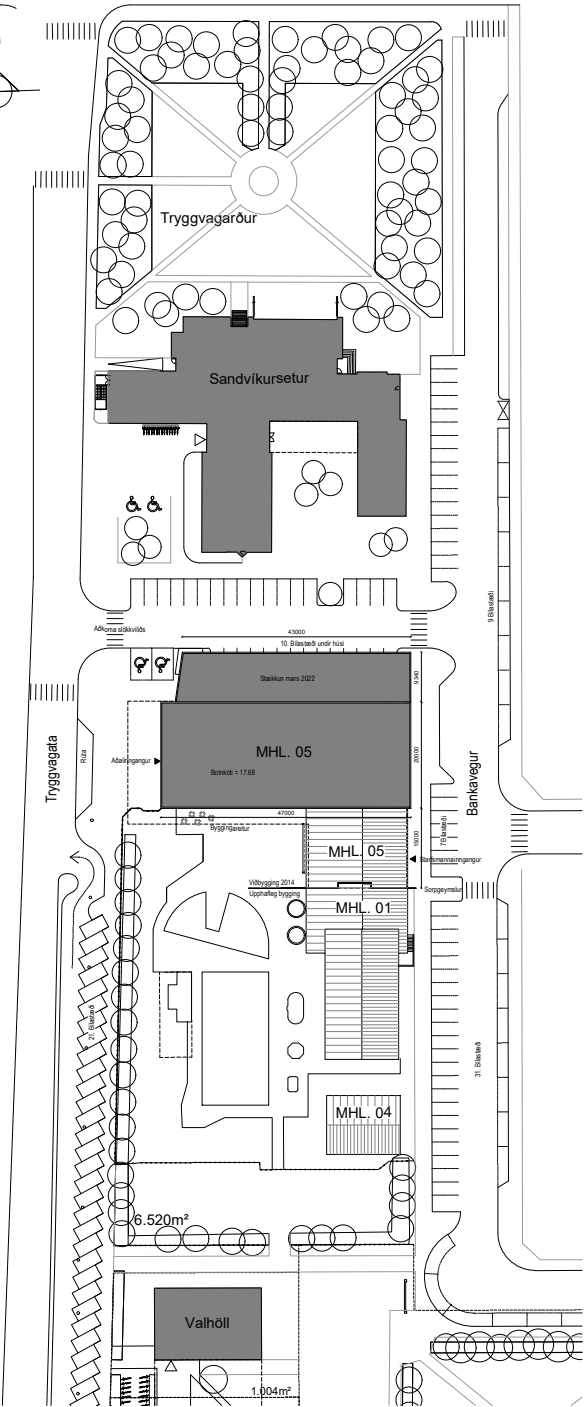 Tryggvagarður
Sandvíkursetur
9 Bílastæði
Aðkoma slökkviliðs
43000
10. Bílastæði undir húsi
Stækkun mars 2022
9340
Tryggvagata
Rúta
Aðalinngangur
MHL. 05
Botnkóti = 17.68
20000
Bankavegur
47000
Byggingareitur
15000
7 Bílastæði
MHL. 05
Starfsmannainngangur
Viðbygging 2014
Upphafleg bygging
Sorpgeymslur
MHL. 01
21. Bílastæði
31. Bílastæði
MHL. 04
6.520m²
Valhöll
1.004m²